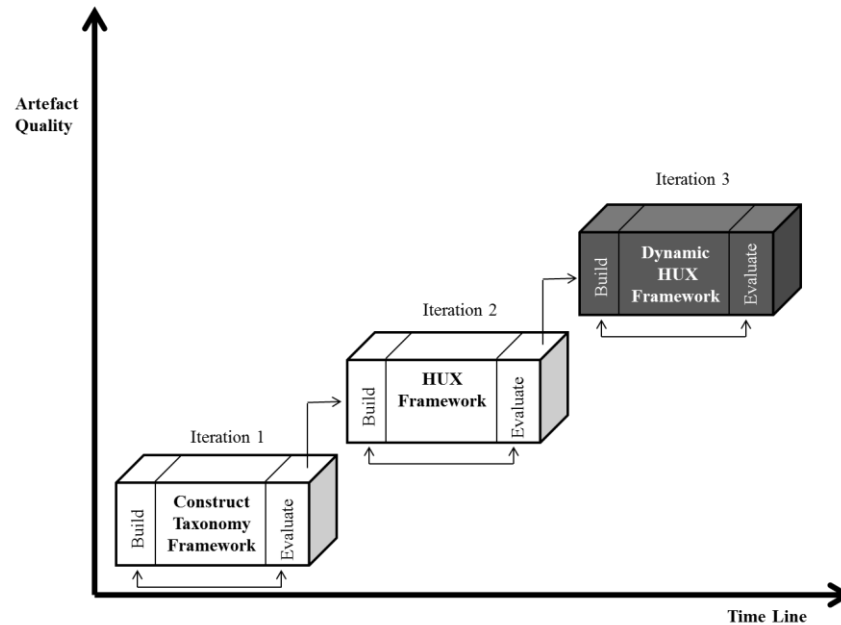 Artefact
Quality
Iteration 3
Build
Dynamic
HUX
Framework
Evaluate
Iteration 2
Build
HUX
Framework
Evaluate
Iteration 1
Build
Construct
Taxonomy
Framework
Evaluate
Time Line